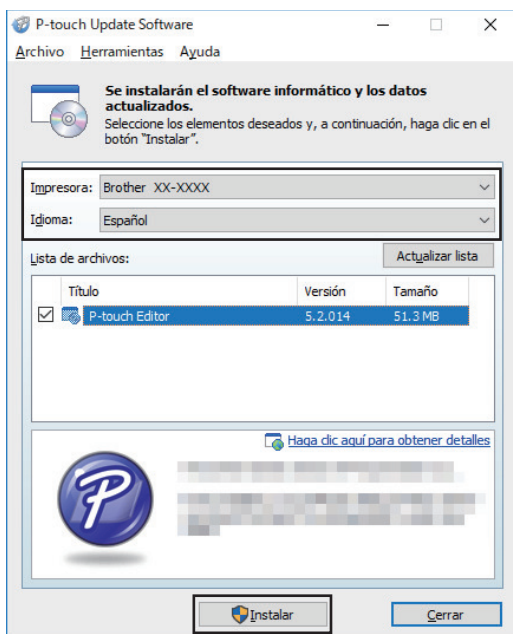 P-touch Update Software
Archivo Herramientas Ayuda
Se instalarán el software informático y los datos
actualizados.
Seleccione los elementos deseados y, a continuación, haga clic en el
botón "Instalar".
Impresora: Brother XX-XXXX
Idioma: Español
Lista de archivos: Actualizar lista
Título Versión Tamaño
P-touch Editor 5.2.014 51.3 MB
Haga clic aquí para obtener detalles
P
Instalar Cerrar